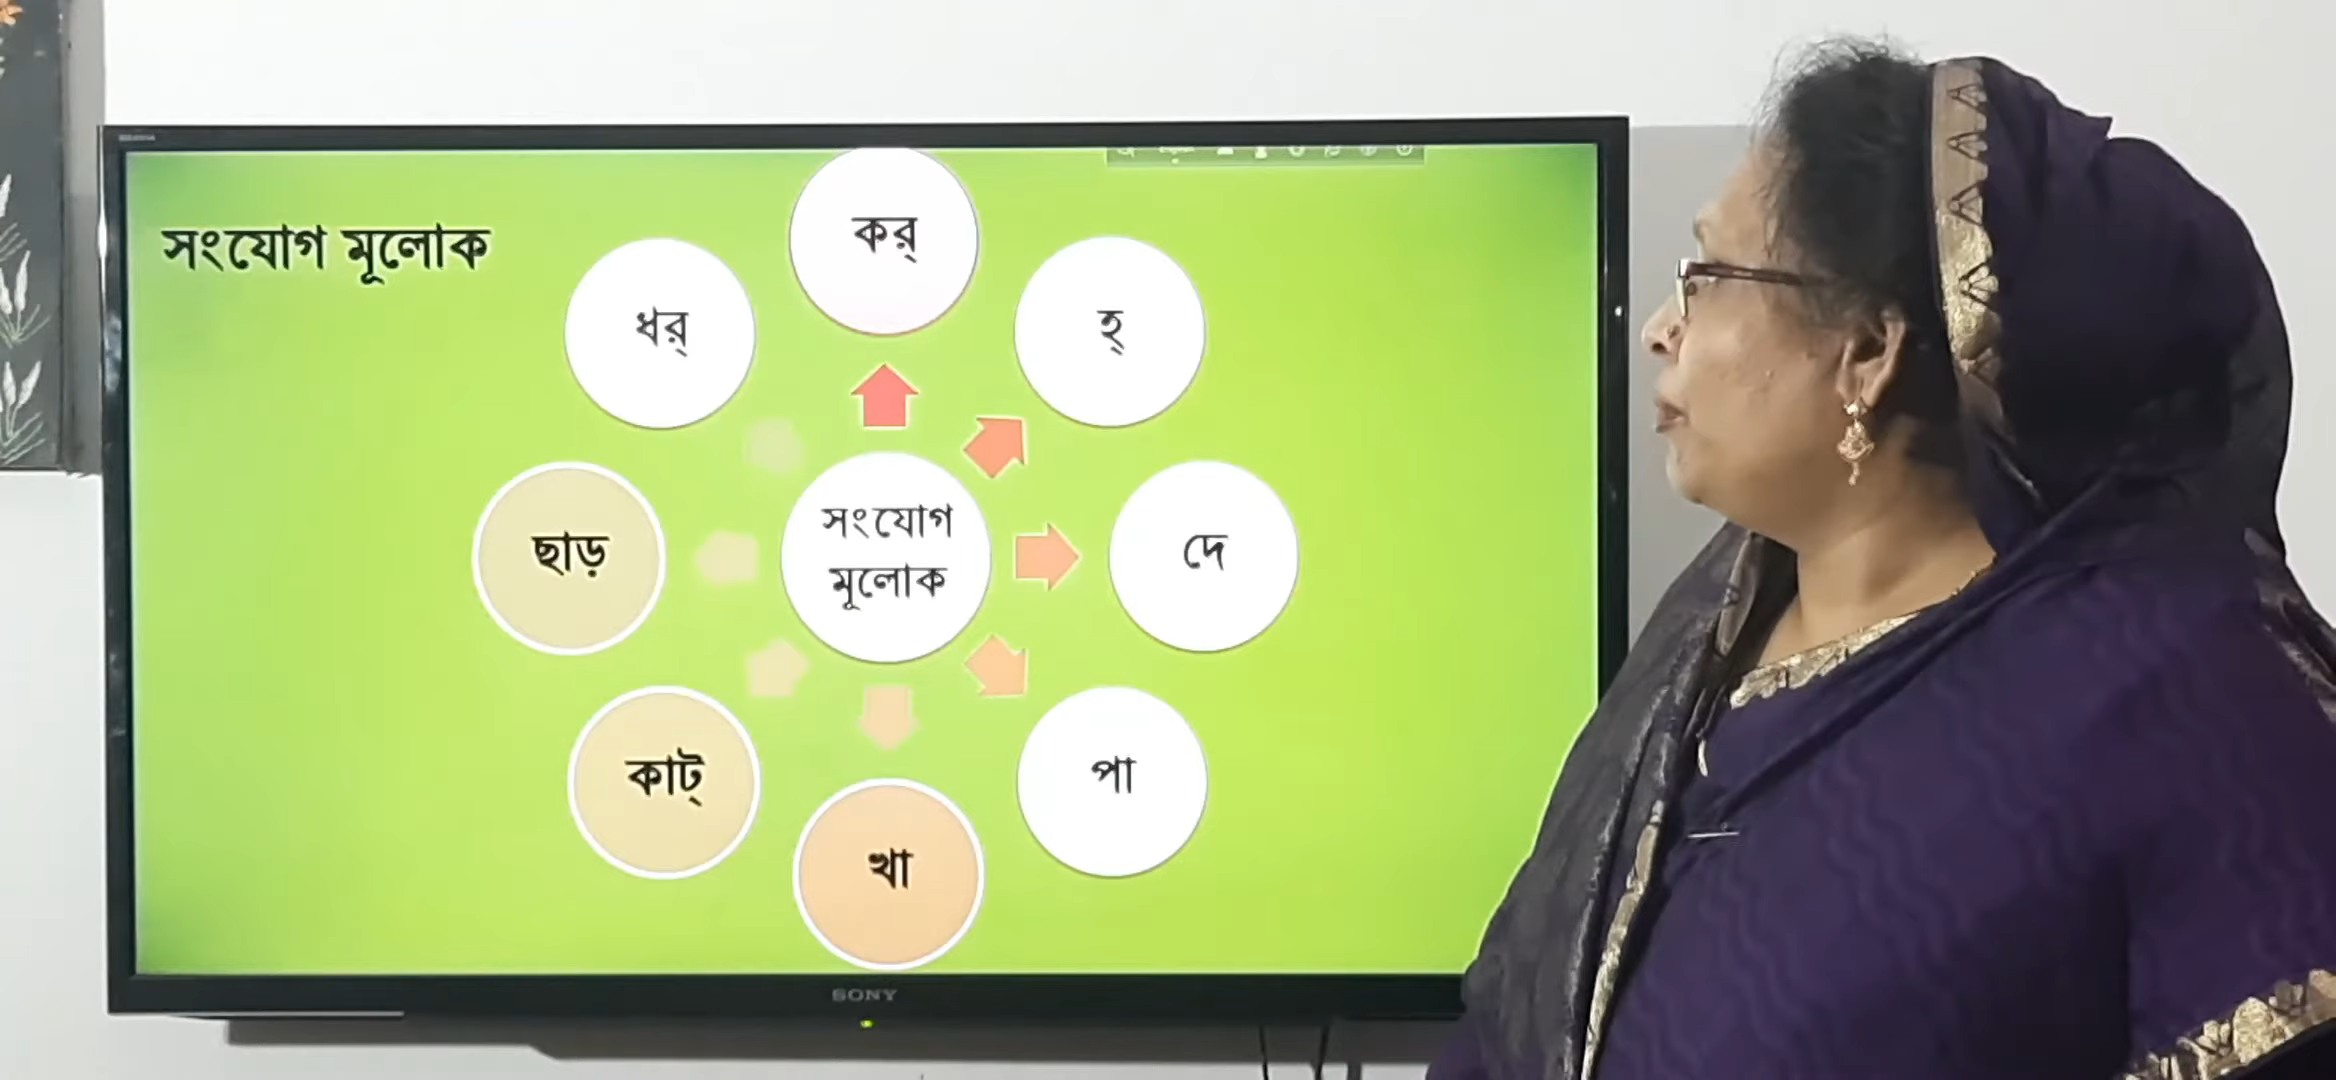 সংযোগ মূলোক
কর্
হ্
দে
পা
খা
কাট্
ছাড়
ধর্
সংযোগ
মূলোক
SONY